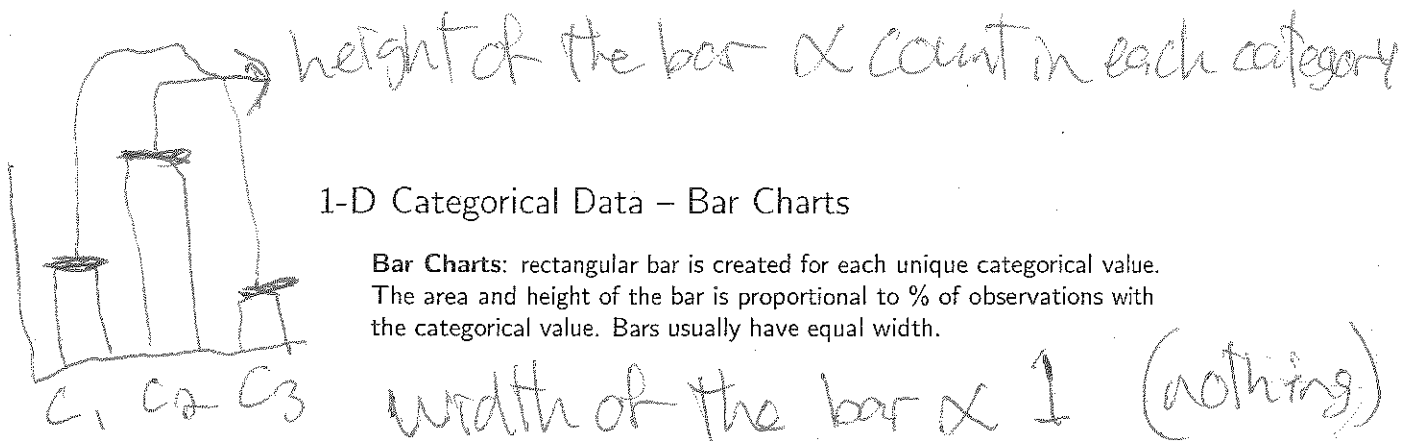 height of the bar ∝ count in each category
1-D Categorical Data – Bar Charts
Bar Charts: rectangular bar is created for each unique categorical value.
The area and height of the bar is proportional to % of observations with
the categorical value. Bars usually have equal width.
C1 C2 C3
width of the bar ∝ 1 (nothing)